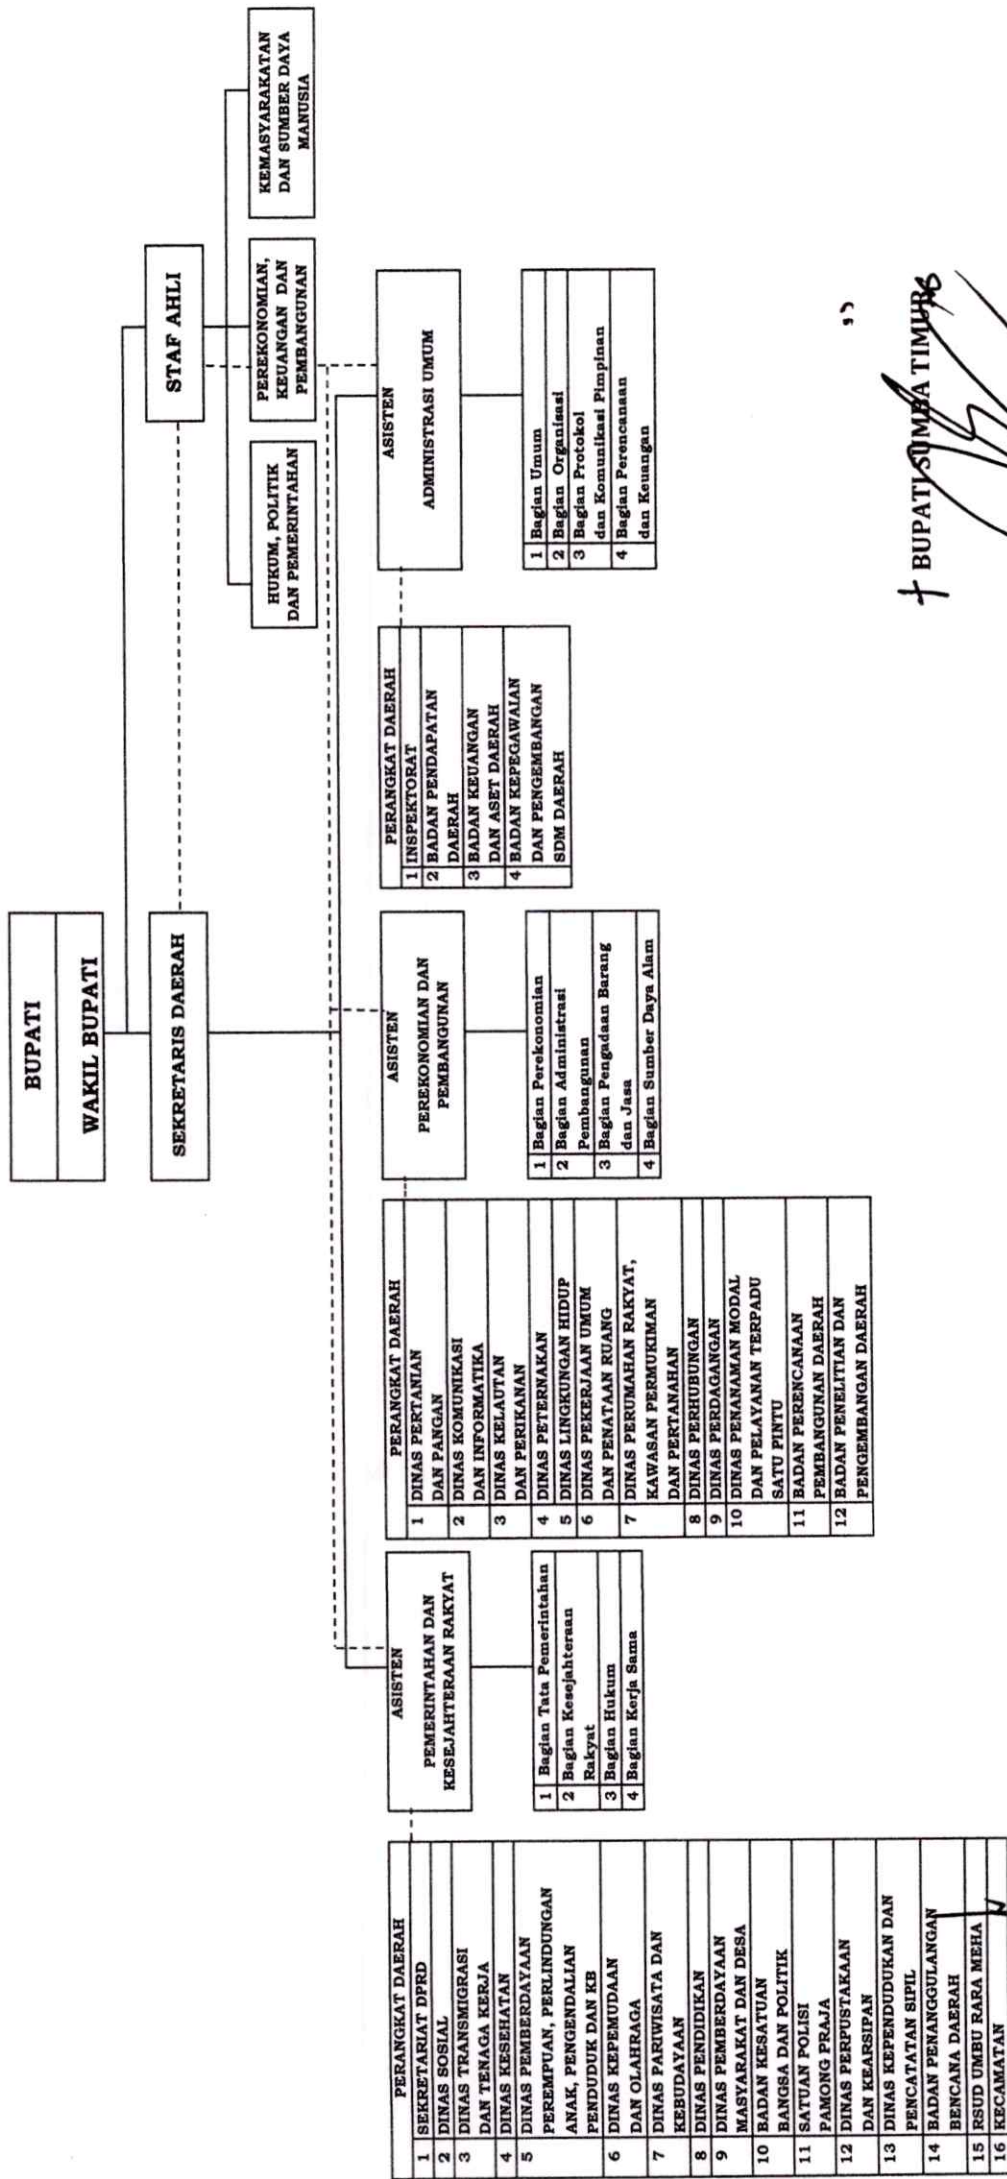 BUPATI
WAKIL BUPATI
SEKRETARIS DAERAH
STAF AHLI
HUKUM, POLITIK
DAN PEMERINTAHAN
PEREKONOMIAN,
KEUANGAN DAN
PEMBANGUNAN
KEMASYARAKATAN
DAN SUMBER DAYA
MANUSIA
PERANGKAT DAERAH
1 SEKRETARIAT DPRD
2 DINAS SOSIAL
3 DINAS TRANSMIGRASI
DAN TENAGA KERJA
4 DINAS KESEHATAN
5 DINAS PEMBERDAYAAN
PEREMPUAN, PERLINDUNGAN
ANAK, PENGENDALIAN
PENDUDUK DAN KB
6 DINAS KEPEMUDAAN
DAN OLAHRAGA
7 DINAS PARIWISATA DAN
KEBUDAYAAN
8 DINAS PENDIDIKAN
9 DINAS PEMBERDAYAAN
MASYARAKAT DAN DESA
10 BADAN KESATUAN
BANGSA DAN POLITIK
11 SATUAN POLISI
PAMONG PRAJA
12 DINAS PERPUSTAKAAN
DAN KEARSIPAN
13 DINAS KEPENDUDUKAN DAN
PENCATATAN SIPIL
14 BADAN PENANGGULANGAN
BENCANA DAERAH
15 RSUD UMBU RARA MEHA
16 KECAMATAN
ASISTEN
PEMERINTAHAN DAN
KESEJAHTERAAN RAKYAT
1 Bagian Tata Pemerintahan
2 Bagian Kesejahteraan
Rakyat
3 Bagian Hukum
4 Bagian Kerja Sama
PERANGKAT DAERAH
1 DINAS PERTANIAN
DAN PANGAN
2 DINAS KOMUNIKASI
DAN INFORMATIKA
3 DINAS KELAUTAN
DAN PERIKANAN
4 DINAS PETERNAKAN
5 DINAS LINGKUNGAN HIDUP
6 DINAS PEKERJAAN UMUM
DAN PENATAAN RUANG
7 DINAS PERUMAHAN RAKYAT,
KAWASAN PERMUKIMAN
DAN PERTANAHAN
8 DINAS PERHUBUNGAN
9 DINAS PERDAGANGAN
10 DINAS PENANAMAN MODAL
DAN PELAYANAN TERPADU
SATU PINTU
11 BADAN PERENCANAAN
PEMBANGUNAN DAERAH
12 BADAN PENELITIAN DAN
PENGEMBANGAN DAERAH
ASISTEN
PEREKONOMIAN DAN
PEMBANGUNAN
1 Bagian Perekonomian
2 Bagian Administrasi
Pembangunan
3 Bagian Pengadaan Barang
dan Jasa
4 Bagian Sumber Daya Alam
PERANGKAT DAERAH
1 INSPEKTORAT
2 BADAN PENDAPATAN
DAERAH
3 BADAN KEUANGAN
DAN ASET DAERAH
4 BADAN KEPEGAWAIAN
DAN PENGEMBANGAN
SDM DAERAH
ASISTEN
ADMINISTRASI UMUM
1 Bagian Umum
2 Bagian Organisasi
3 Bagian Protokol
dan Komunikasi Pimpinan
4 Bagian Perencanaan
dan Keuangan
BUPATI SUMBA TIMUR